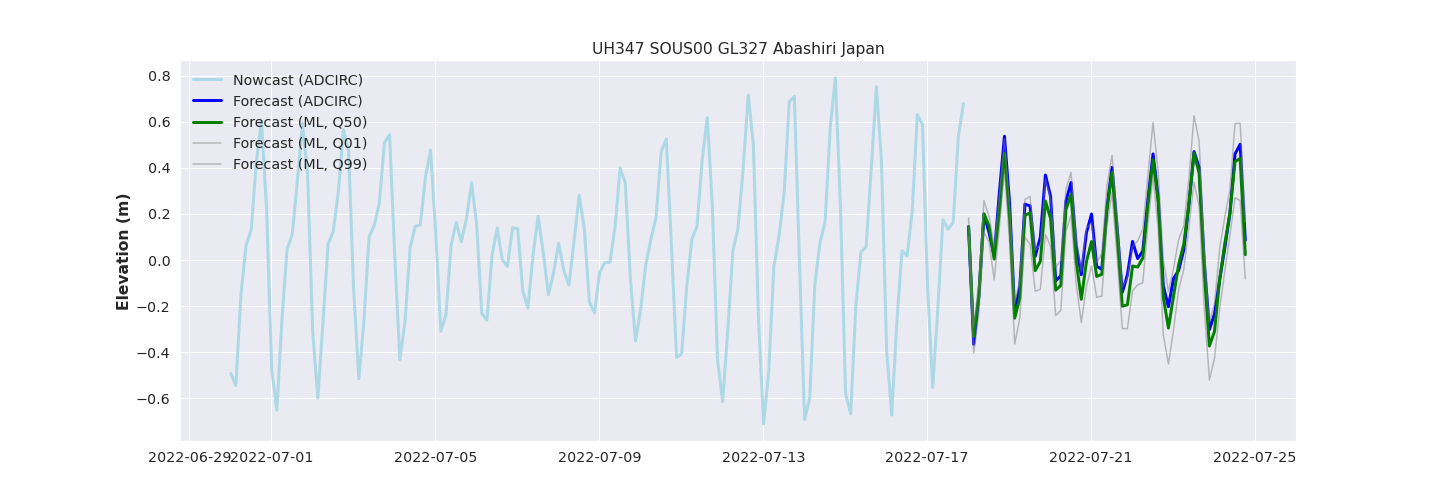 UH347 SOUS00 GL327 Abashiri Japan
0.8
0.6
0.4
0.2
0.0
−0.2
−0.4
−0.6
Elevation (m)
Nowcast (ADCIRC)
Forecast (ADCIRC)
Forecast (ML, Q50)
Forecast (ML, Q01)
Forecast (ML, Q99)
2022-06-29 2022-07-01 2022-07-05 2022-07-09 2022-07-13 2022-07-17 2022-07-21 2022-07-25